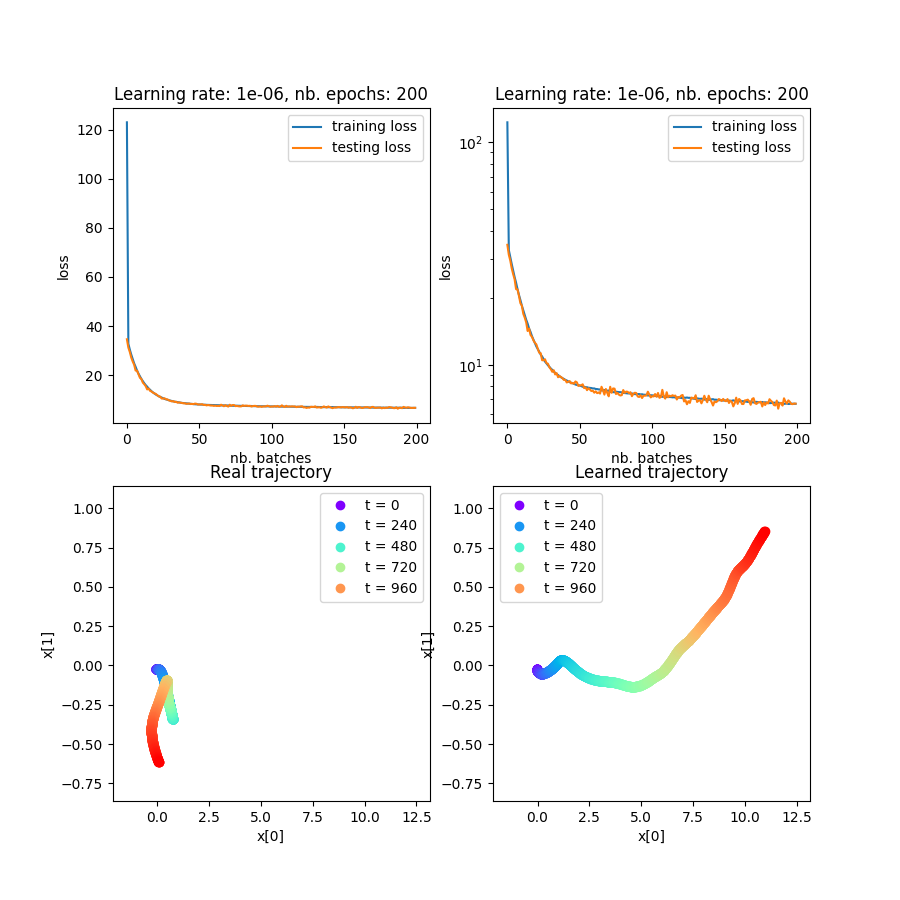 Learning rate: 1e-06, nb. epochs: 200
120
100
80
60
40
20
loss
training loss
testing loss
0
50
100
150
200
nb. batches
Learning rate: 1e-06, nb. epochs: 200
10²
10¹
loss
training loss
testing loss
0
50
100
150
200
nb. batches
Real trajectory
1.00
0.75
0.50
0.25
0.00
−0.25
−0.50
−0.75
x[1]
t = 0
t = 240
t = 480
t = 720
t = 960
0.0
2.5
5.0
7.5
10.0
12.5
x[0]
Learned trajectory
1.00
0.75
0.50
0.25
0.00
−0.25
−0.50
−0.75
x[1]
t = 0
t = 240
t = 480
t = 720
t = 960
0.0
2.5
5.0
7.5
10.0
12.5
x[0]